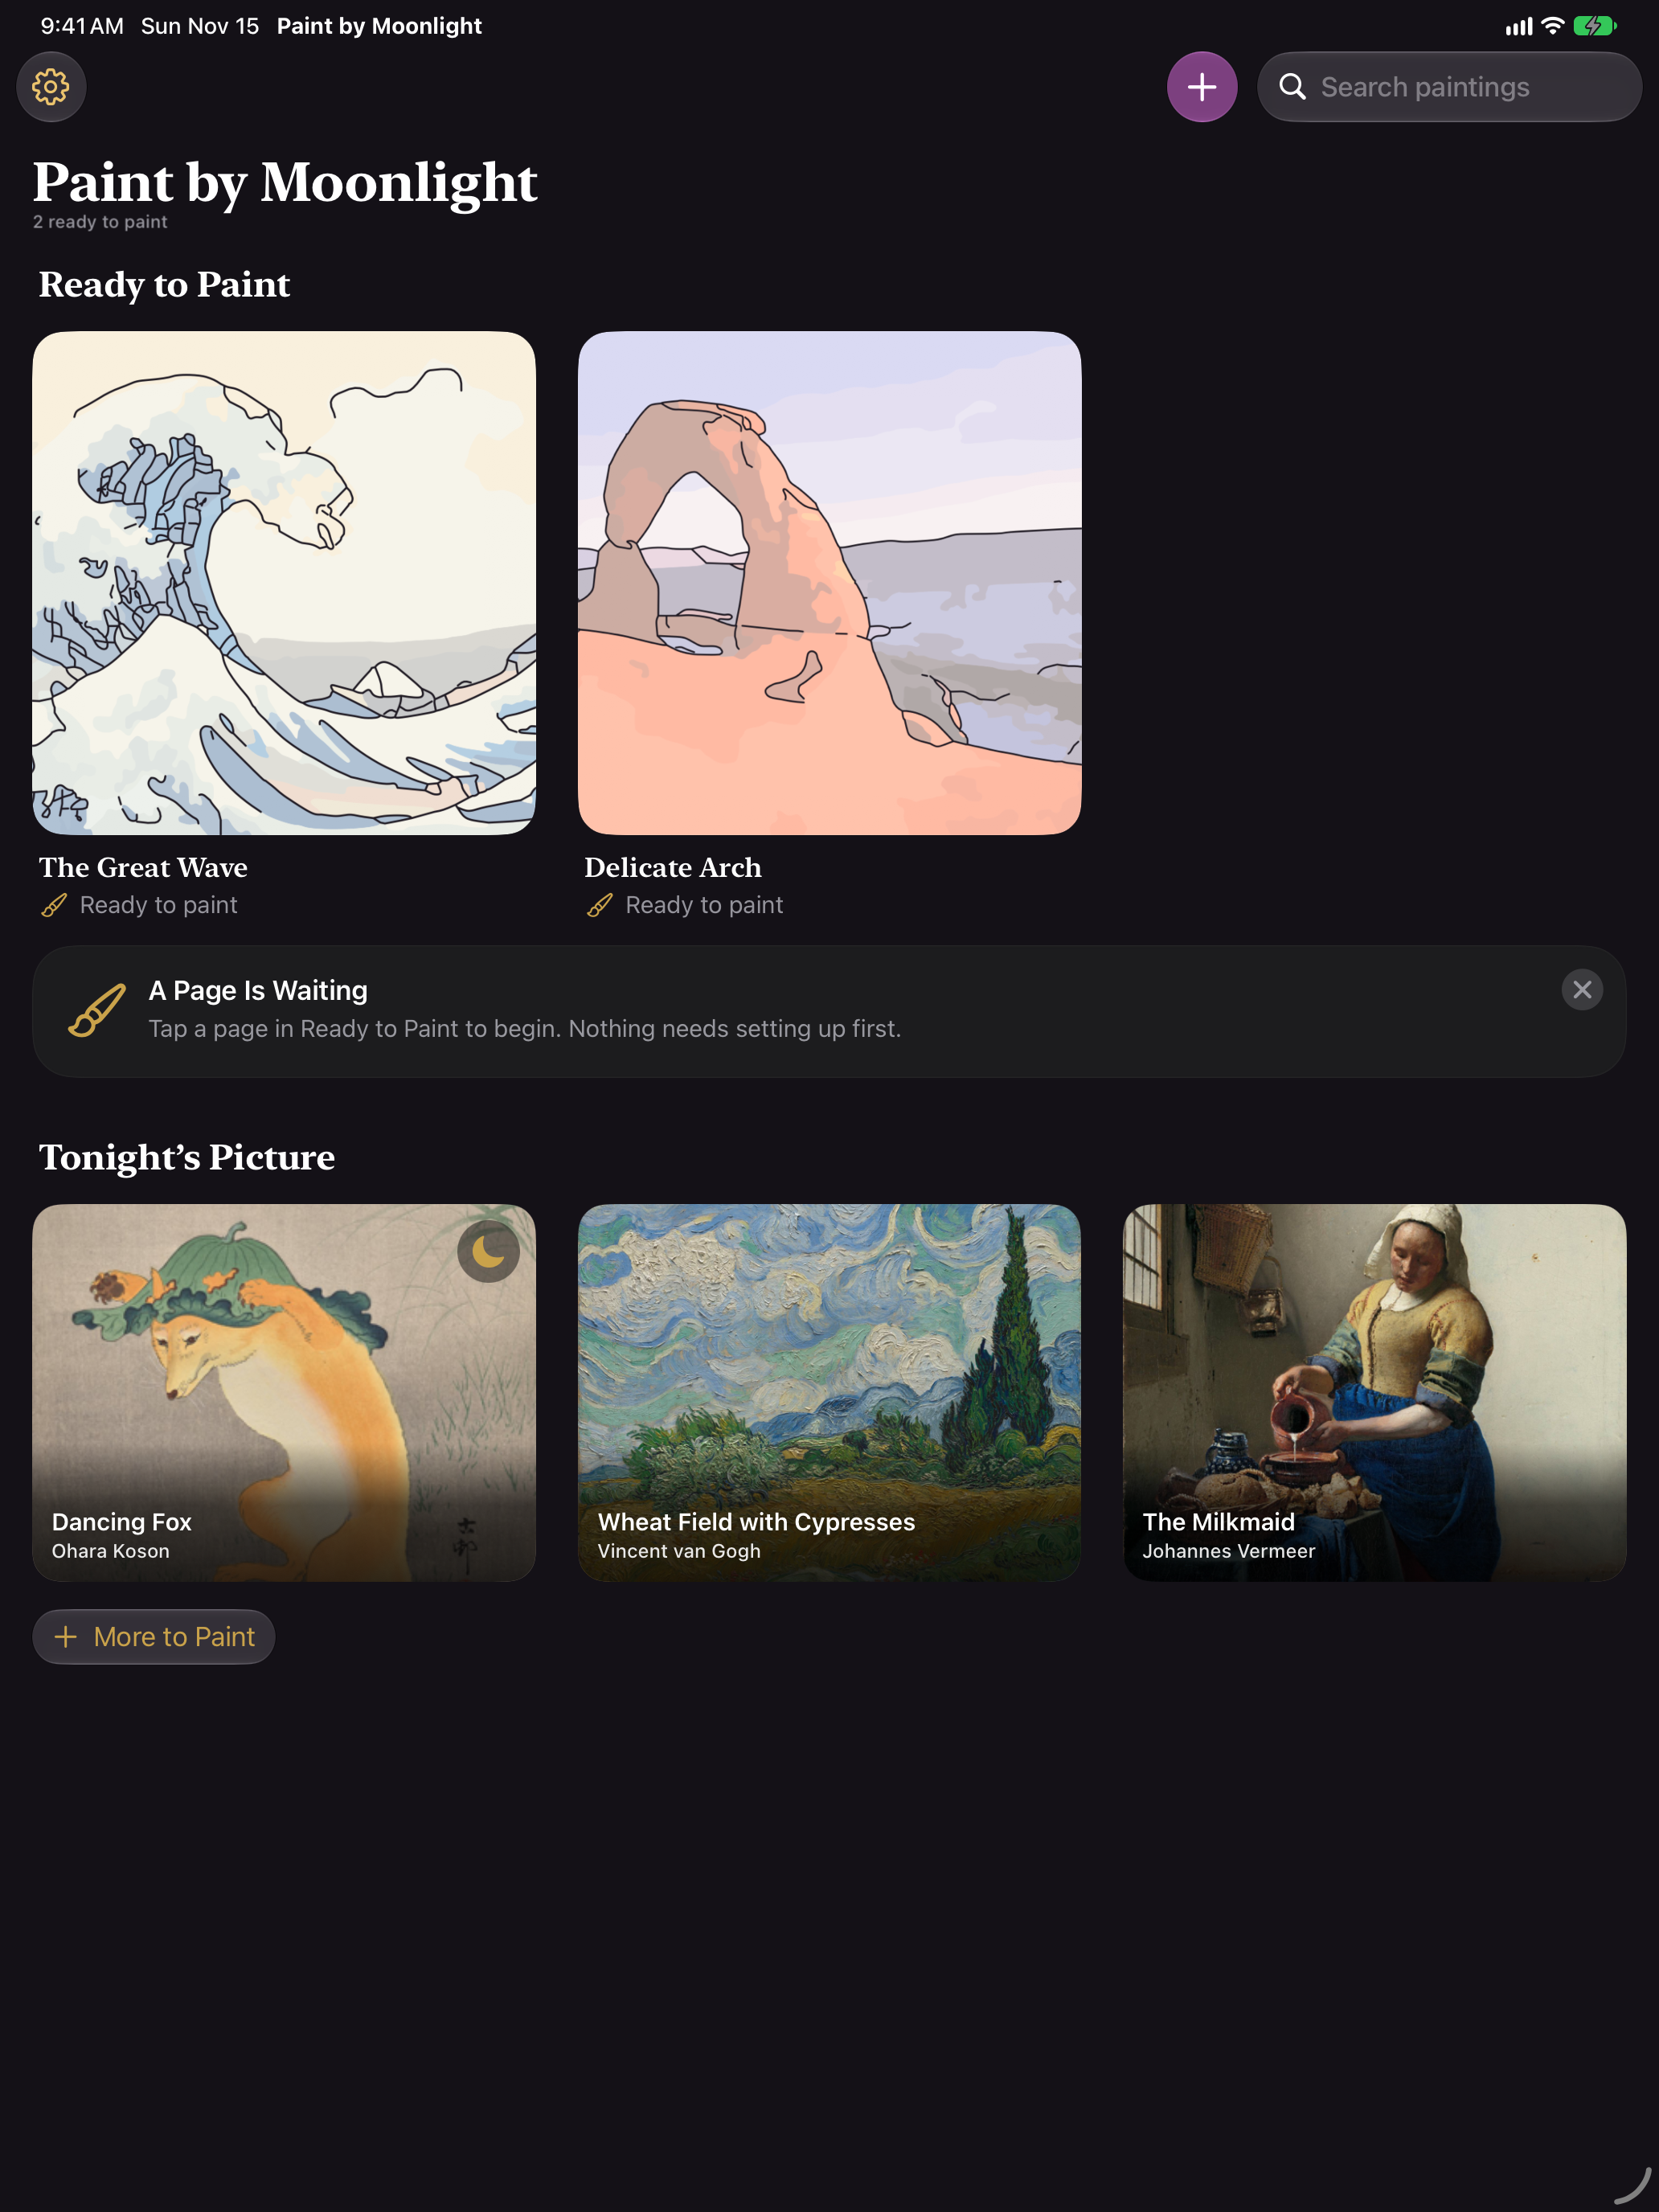 9:41 AM Sun Nov 15 Paint by Moonlight
Search paintings
Paint by Moonlight
2 ready to paint
Ready to Paint
The Great Wave
Ready to paint
Delicate Arch
Ready to paint
A Page Is Waiting
Tap a page in Ready to Paint to begin. Nothing needs setting up first.
Tonight’s Picture
Dancing Fox
Ohara Koson
Wheat Field with Cypresses
Vincent van Gogh
The Milkmaid
Johannes Vermeer
More to Paint